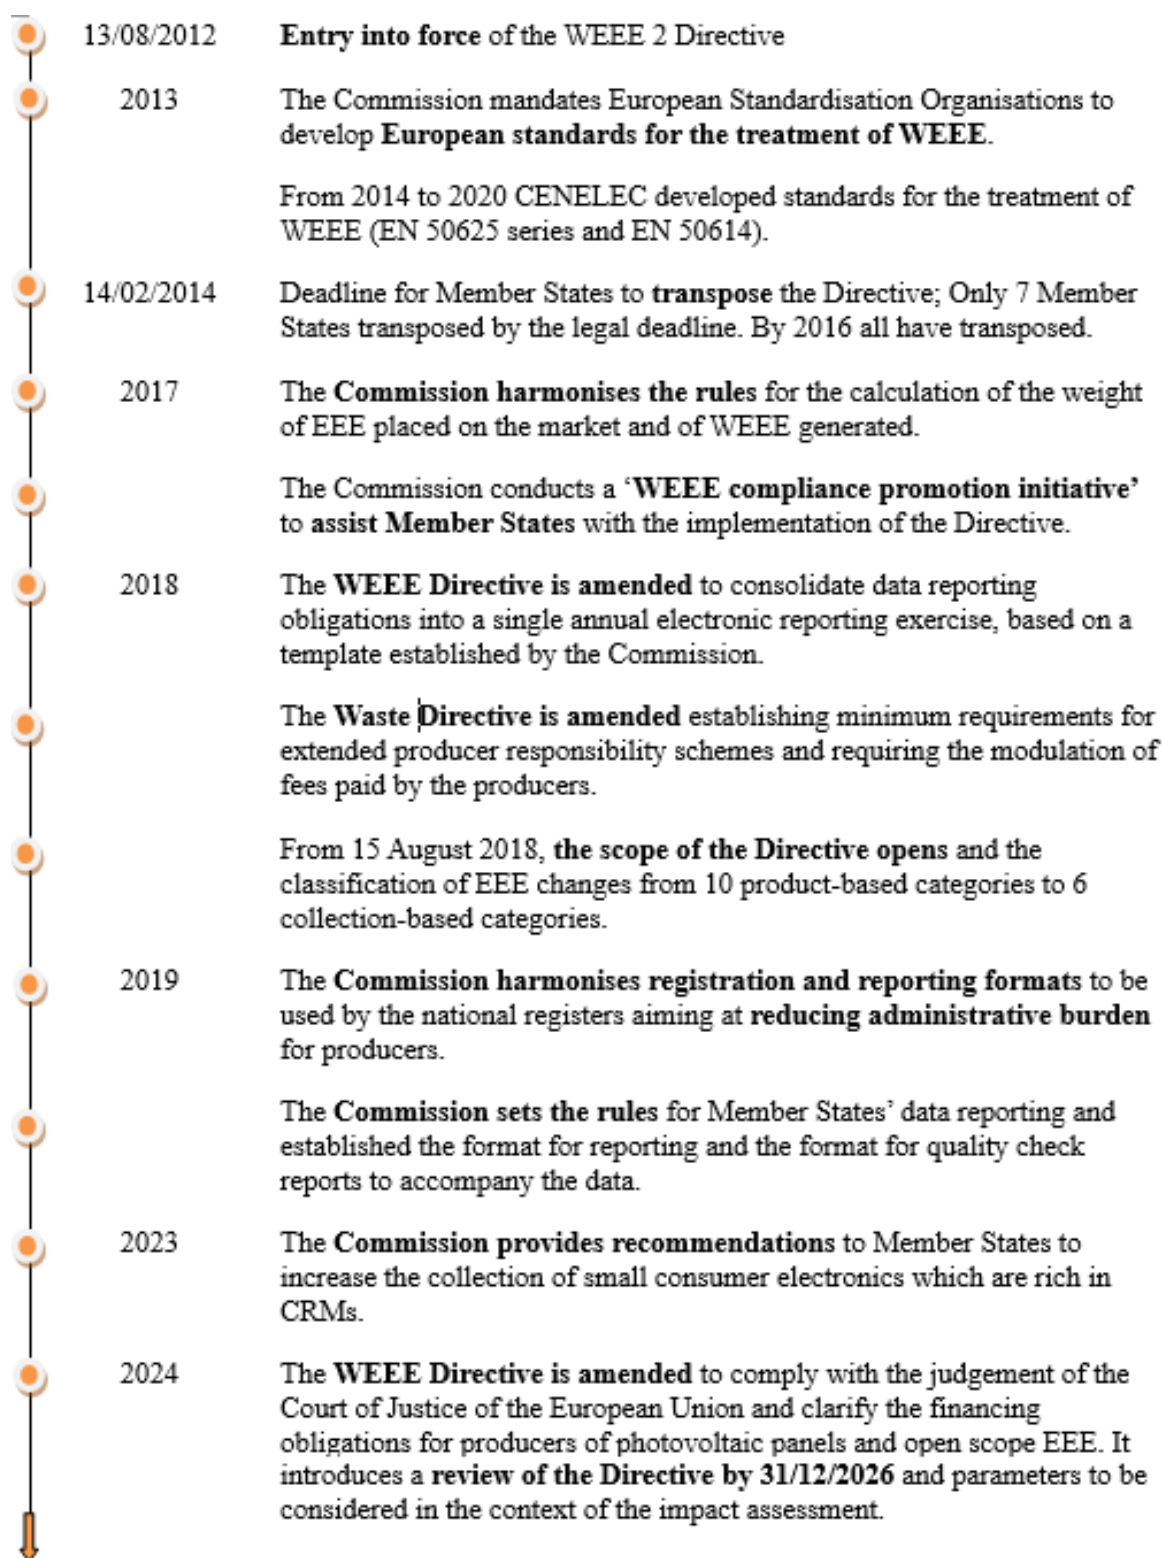 13/08/2012 Entry into force of the WEEE 2 Directive
2013 The Commission mandates European Standardisation Organisations to
develop European standards for the treatment of WEEE.
From 2014 to 2020 CENELEC developed standards for the treatment of
WEEE (EN 50625 series and EN 50614).
14/02/2014 Deadline for Member States to transpose the Directive; Only 7 Member
States transposed by the legal deadline. By 2016 all have transposed.
2017 The Commission harmonises the rules for the calculation of the weight
of EEE placed on the market and of WEEE generated.
The Commission conducts a ‘WEEE compliance promotion initiative’
to assist Member States with the implementation of the Directive.
2018 The WEEE Directive is amended to consolidate data reporting
obligations into a single annual electronic reporting exercise, based on a
template established by the Commission.
The Waste Directive is amended establishing minimum requirements for
extended producer responsibility schemes and requiring the modulation of
fees paid by the producers.
From 15 August 2018, the scope of the Directive opens and the
classification of EEE changes from 10 product-based categories to 6
collection-based categories.
2019 The Commission harmonises registration and reporting formats to be
used by the national registers aiming at reducing administrative burden
for producers.
The Commission sets the rules for Member States’ data reporting and
established the format for reporting and the format for quality check
reports to accompany the data.
2023 The Commission provides recommendations to Member States to
increase the collection of small consumer electronics which are rich in
CRMs.
2024 The WEEE Directive is amended to comply with the judgement of the
Court of Justice of the European Union and clarify the financing
obligations for producers of photovoltaic panels and open scope EEE. It
introduces a review of the Directive by 31/12/2026 and parameters to be
considered in the context of the impact assessment.